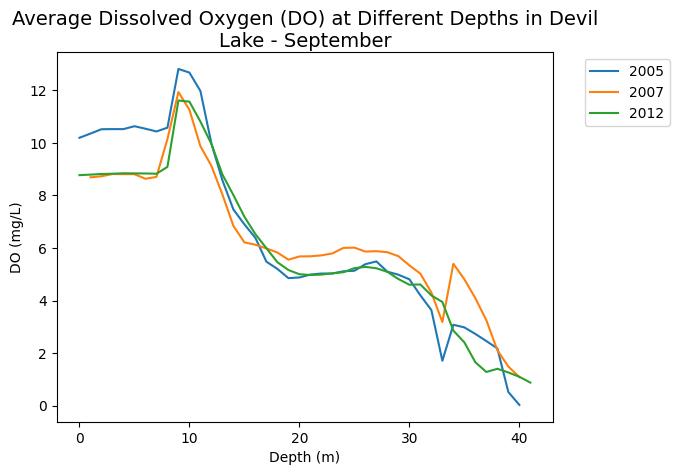 Average Dissolved Oxygen (DO) at Different Depths in Devil
Lake - September
2005
2007
2012
DO (mg/L)
12
10
8
6
4
2
0
0 10 20 30 40
Depth (m)